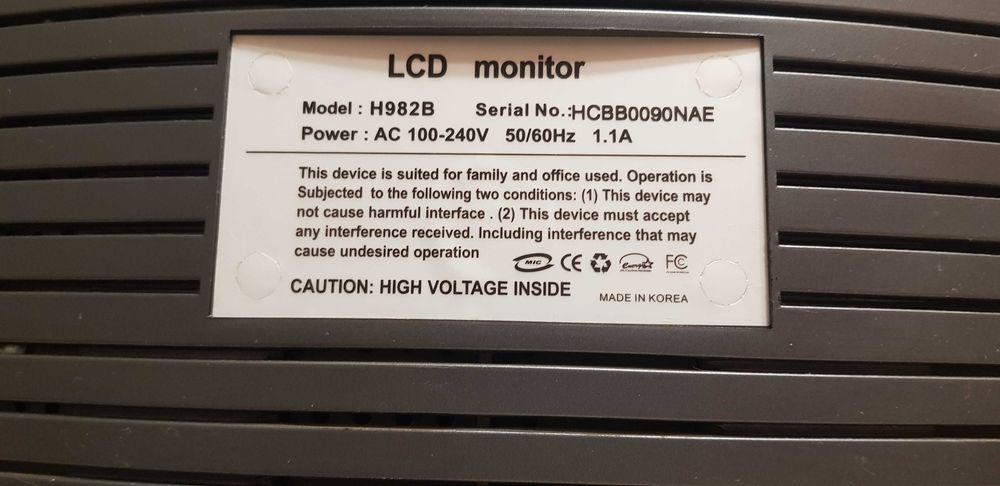 LCD monitor
Model : H982B Serial No.:HCBB0090NAE
Power : AC 100-240V 50/60Hz 1.1A
This device is suited for family and office used. Operation is
Subjected to the following two conditions: (1) This device may
not cause harmful interface . (2) This device must accept
any interference received. Including interference that may
cause undesired operation
MIC CE energy FC
CAUTION: HIGH VOLTAGE INSIDE
MADE IN KOREA